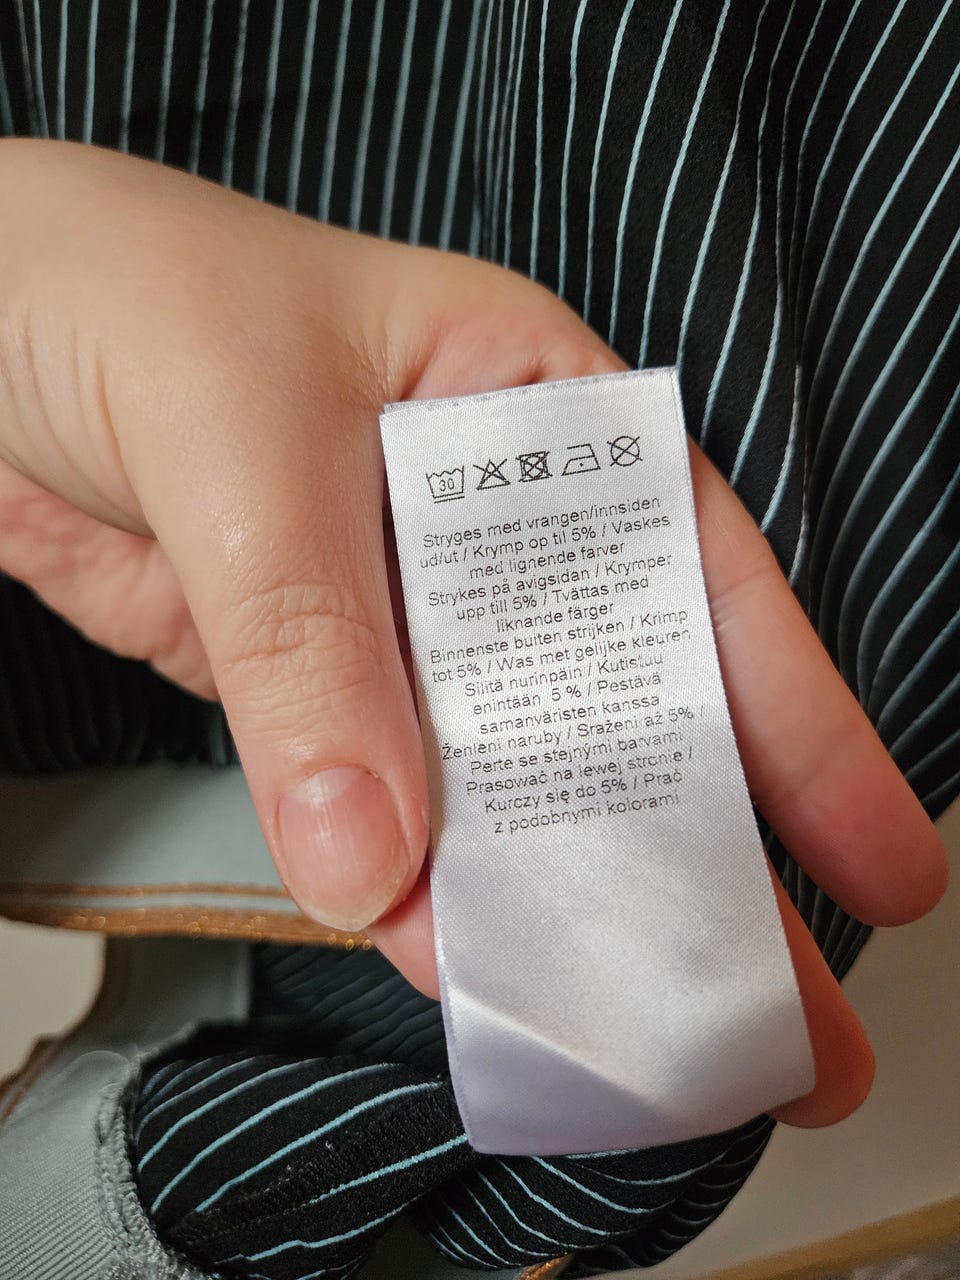 30
Stryges med vrangen/innsiden
ud/ut / Krymp op til 5% / Vaskes
med lignende farver
Strykes på avigsidan / Krymper
upp till 5% / Tvättas med
liknande färger
Binnenste buiten strijken / Krimp
tot 5% / Was met gelijke kleuren
Silitä nurinpäin / Kutistuu
enintään 5 % / Pestävä
samanväristen kanssa
Żenleni naruby / Sražení až 5% /
Perte se stejnými barvami
Prasować na lewej stronie /
Kurczy się do 5% / Prać
z podobnymi kolorami